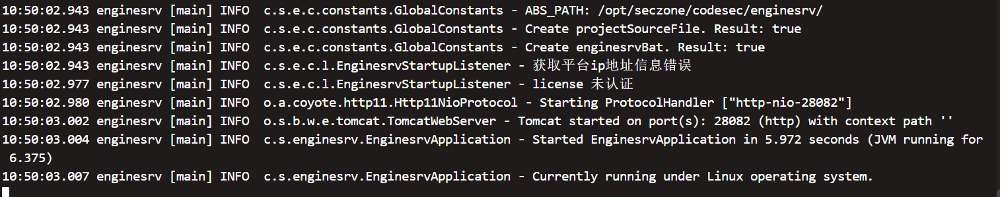 10:50:02.943 enginesrv [main] INFO  c.s.e.c.constants.GlobalConstants - ABS_PATH: /opt/seczone/codesec/enginesrv/
10:50:02.943 enginesrv [main] INFO  c.s.e.c.constants.GlobalConstants - Create projectSourceFile. Result: true
10:50:02.943 enginesrv [main] INFO  c.s.e.c.constants.GlobalConstants - Create enginesrvBat. Result: true
10:50:02.943 enginesrv [main] INFO  c.s.e.c.l.EnginesrvStartupListener - 获取平台ip地址信息错误
10:50:02.977 enginesrv [main] INFO  c.s.e.c.l.EnginesrvStartupListener - license 未认证
10:50:02.980 enginesrv [main] INFO  o.a.coyote.http11.Http11NioProtocol - Starting ProtocolHandler ["http-nio-28082"]
10:50:03.002 enginesrv [main] INFO  o.s.b.w.e.tomcat.TomcatWebServer - Tomcat started on port(s): 28082 (http) with context path ''
10:50:03.004 enginesrv [main] INFO  c.s.enginesrv.EnginesrvApplication - Started EnginesrvApplication in 5.972 seconds (JVM running for
6.375)
10:50:03.007 enginesrv [main] INFO  c.s.enginesrv.EnginesrvApplication - Currently running under Linux operating system.